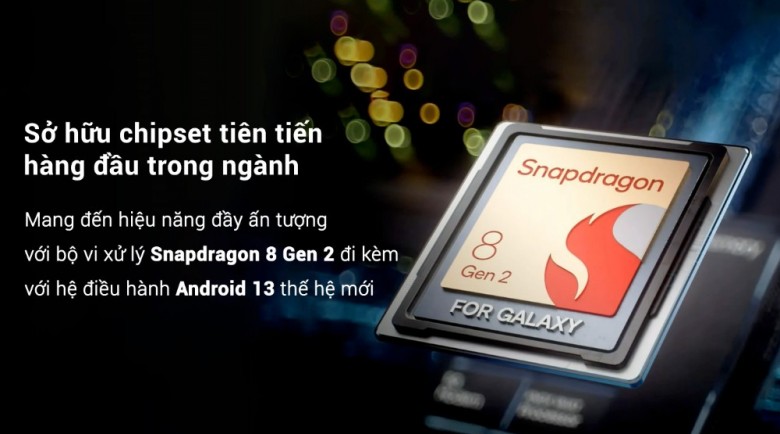 Sở hữu chipset tiên tiến
hàng đầu trong ngành
Mang đến hiệu năng đầy ấn tượng
với bộ vi xử lý Snapdragon 8 Gen 2 đi kèm
với hệ điều hành Android 13 thế hệ mới
Snapdragon
8
Gen 2
FOR GALAXY